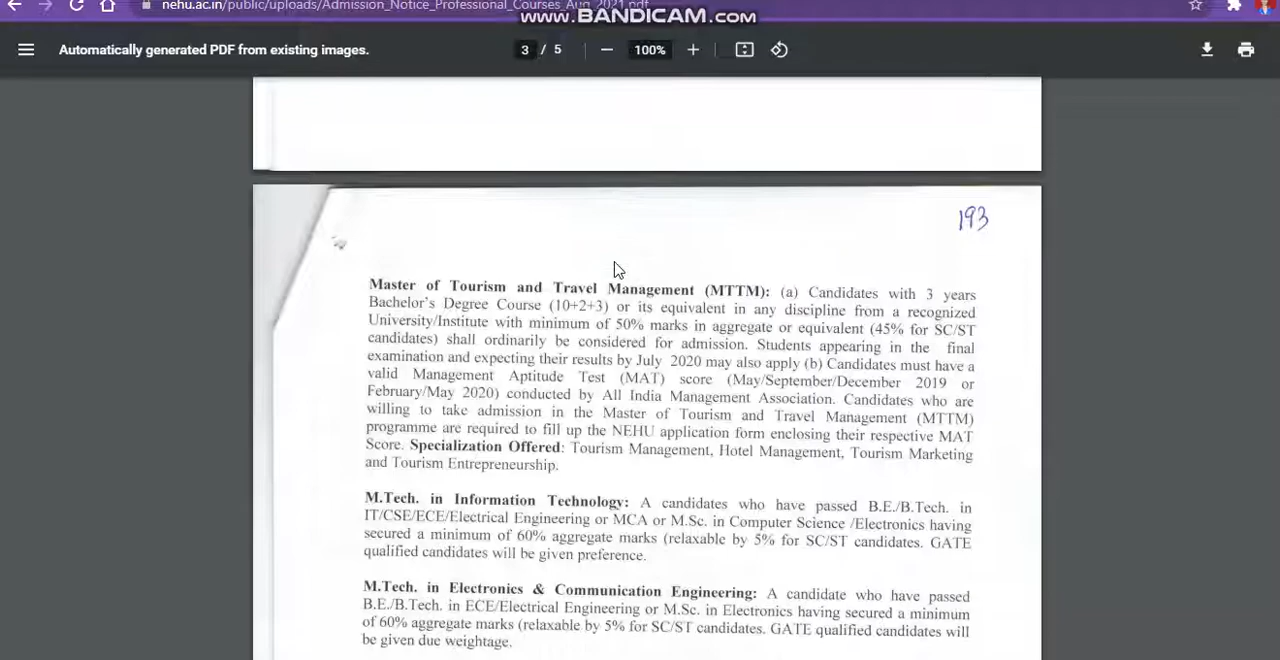 nehu.ac.in/public/uploads/Admission_Notice_Professional_Courses_Aug_2021.pdf
www.BANDICAM.com
Automatically generated PDF from existing images.
3 / 5
100%
193
Master of Tourism and Travel Management (MTTM): (a) Candidates with 3 years
Bachelor's Degree Course (10+2+3) or its equivalent in any discipline from a recognized
University/Institute with minimum of 50% marks in aggregate or equivalent (45% for SC/ST
candidates) shall ordinarily be considered for admission. Students appearing in the final
examination and expecting their results by July 2020 may also apply (b) Candidates must have a
valid Management Aptitude Test (MAT) score (May/September/December 2019 or
February/May 2020) conducted by All India Management Association. Candidates who are
willing to take admission in the Master of Tourism and Travel Management (MTTM)
programme are required to fill up the NEHU application form enclosing their respective MAT
Score. Specialization Offered: Tourism Management, Hotel Management, Tourism Marketing
and Tourism Entrepreneurship.
M.Tech. in Information Technology: A candidates who have passed B.E./B.Tech. in
IT/CSE/ECE/Electrical Engineering or MCA or M.Sc. in Computer Science /Electronics having
secured a minimum of 60% aggregate marks (relaxable by 5% for SC/ST candidates. GATE
qualified candidates will be given preference.
M.Tech. in Electronics & Communication Engineering: A candidate who have passed
B.E./B.Tech. in ECE/Electrical Engineering or M.Sc. in Electronics having secured a minimum
of 60% aggregate marks (relaxable by 5% for SC/ST candidates. GATE qualified candidates will
be given due weightage.